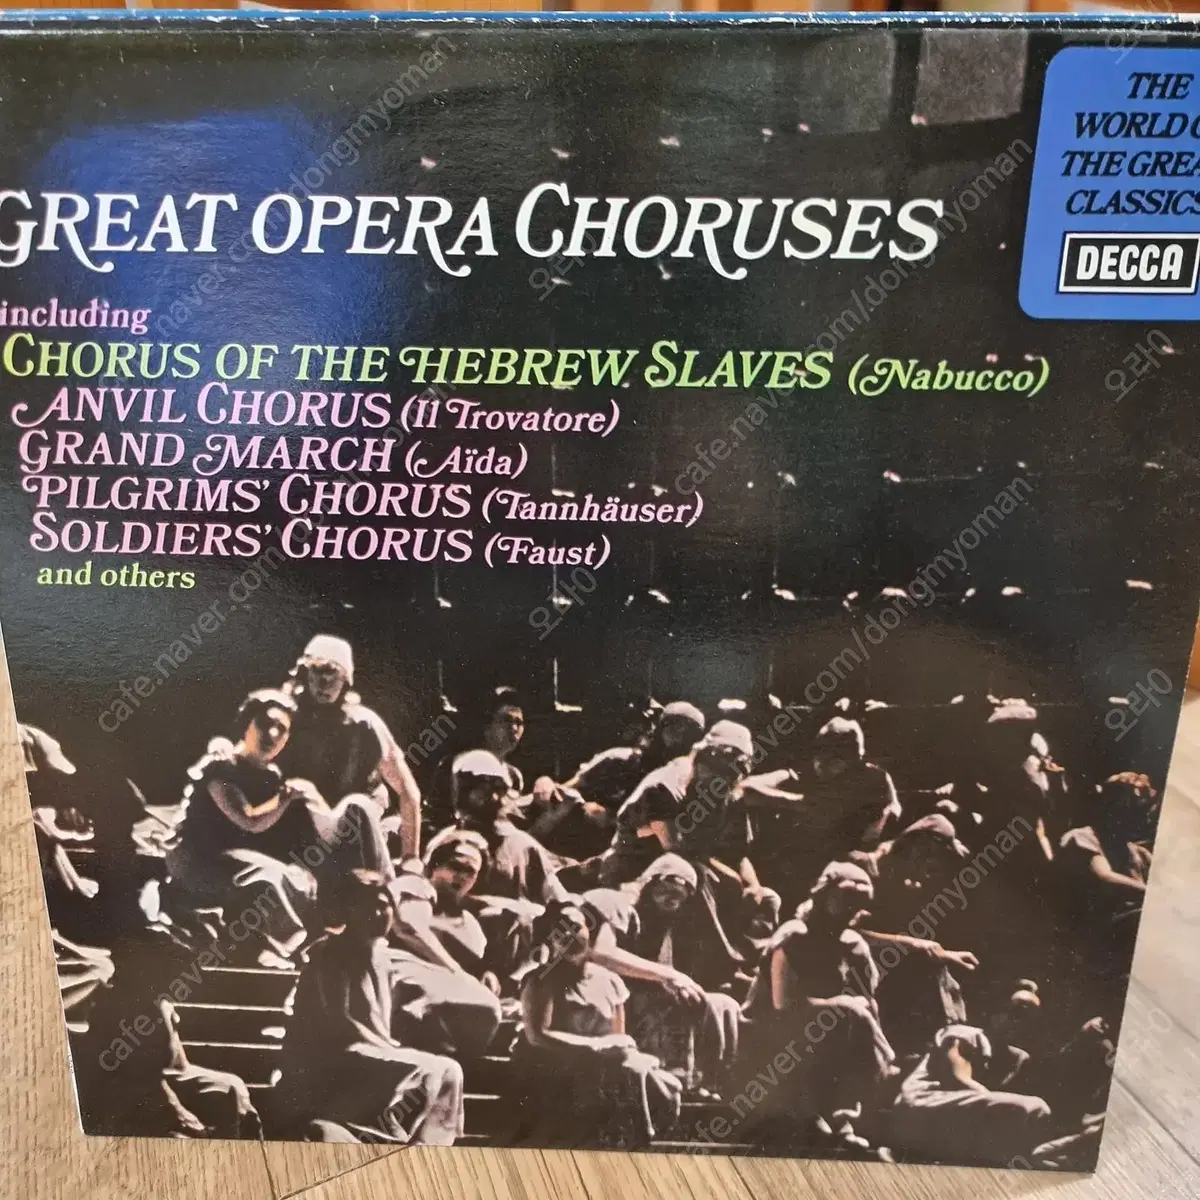 GREAT OPERA CHORUSES
including
CHORUS OF THE HEBREW SLAVES (Nabucco)
ANVIL CHORUS (Il Trovatore)
GRAND MARCH (Aïda)
PILGRIMS' CHORUS (Tannhäuser)
SOLDIERS' CHORUS (Faust)
and others
THE
WORLD
THE
CLASSICS
DECCA
cafe.naver.com/dongmyoman